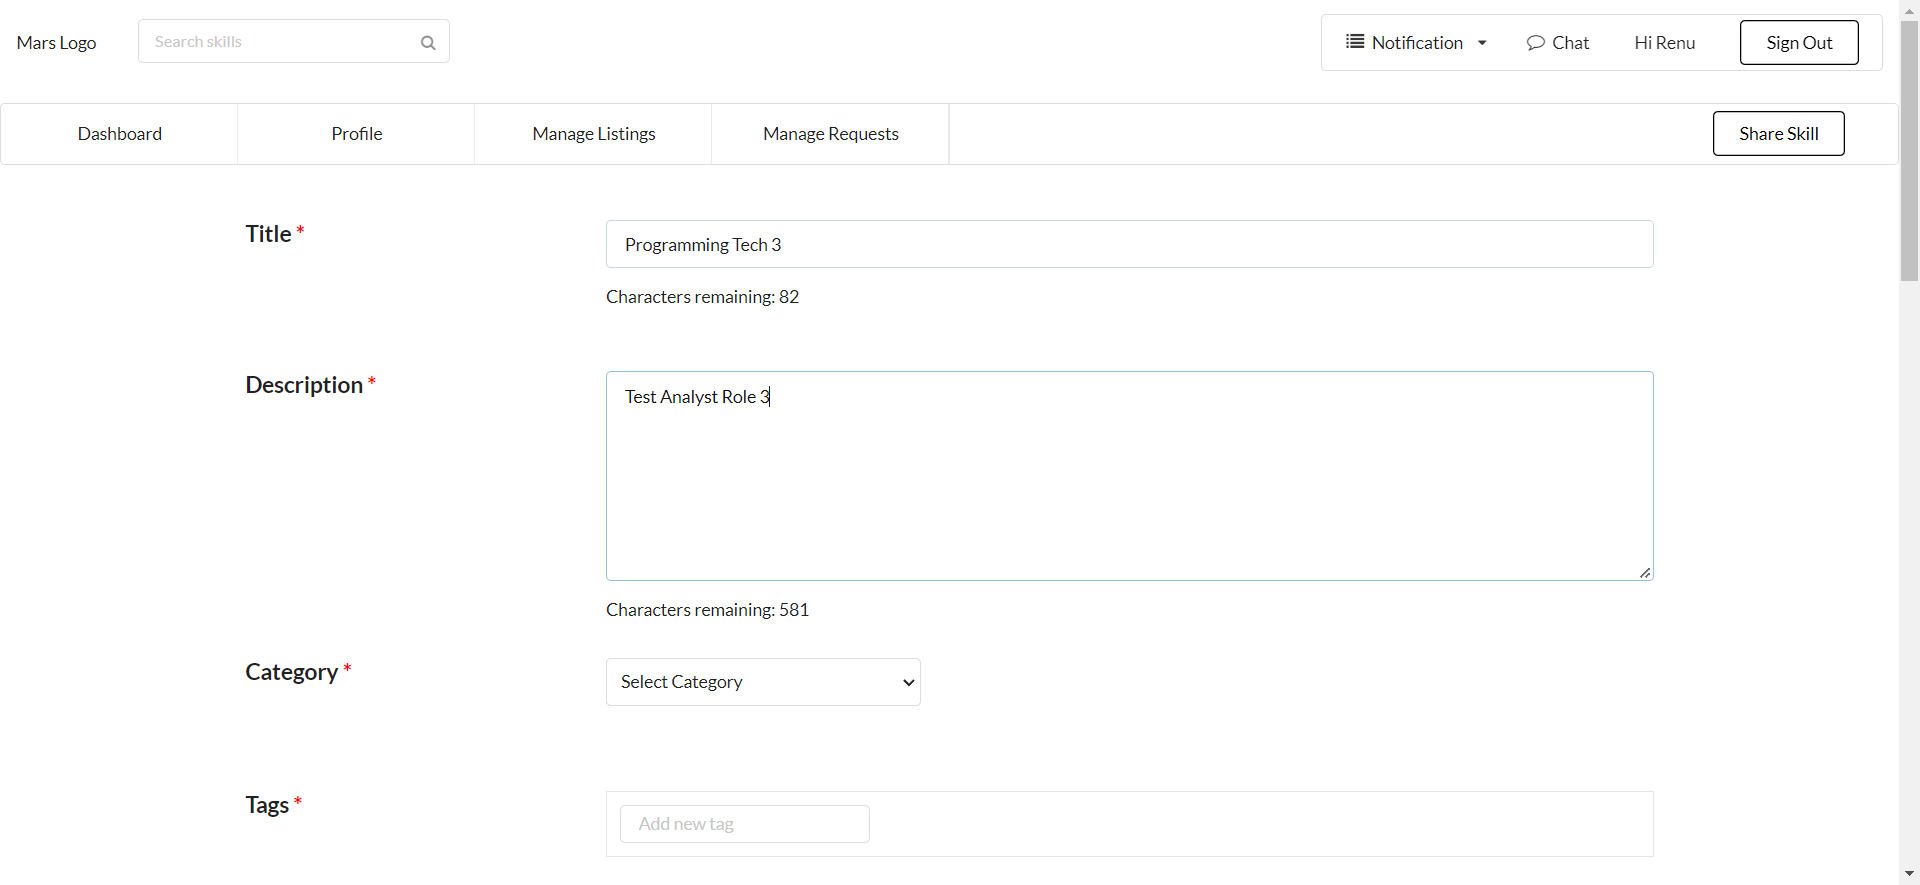 Mars Logo
Search skills
Notification
Chat
Hi Renu
Sign Out
Dashboard
Profile
Manage Listings
Manage Requests
Share Skill
Title *
Programming Tech 3
Characters remaining: 82
Description *
Test Analyst Role 3
Characters remaining: 581
Category *
Select Category
Tags *
Add new tag